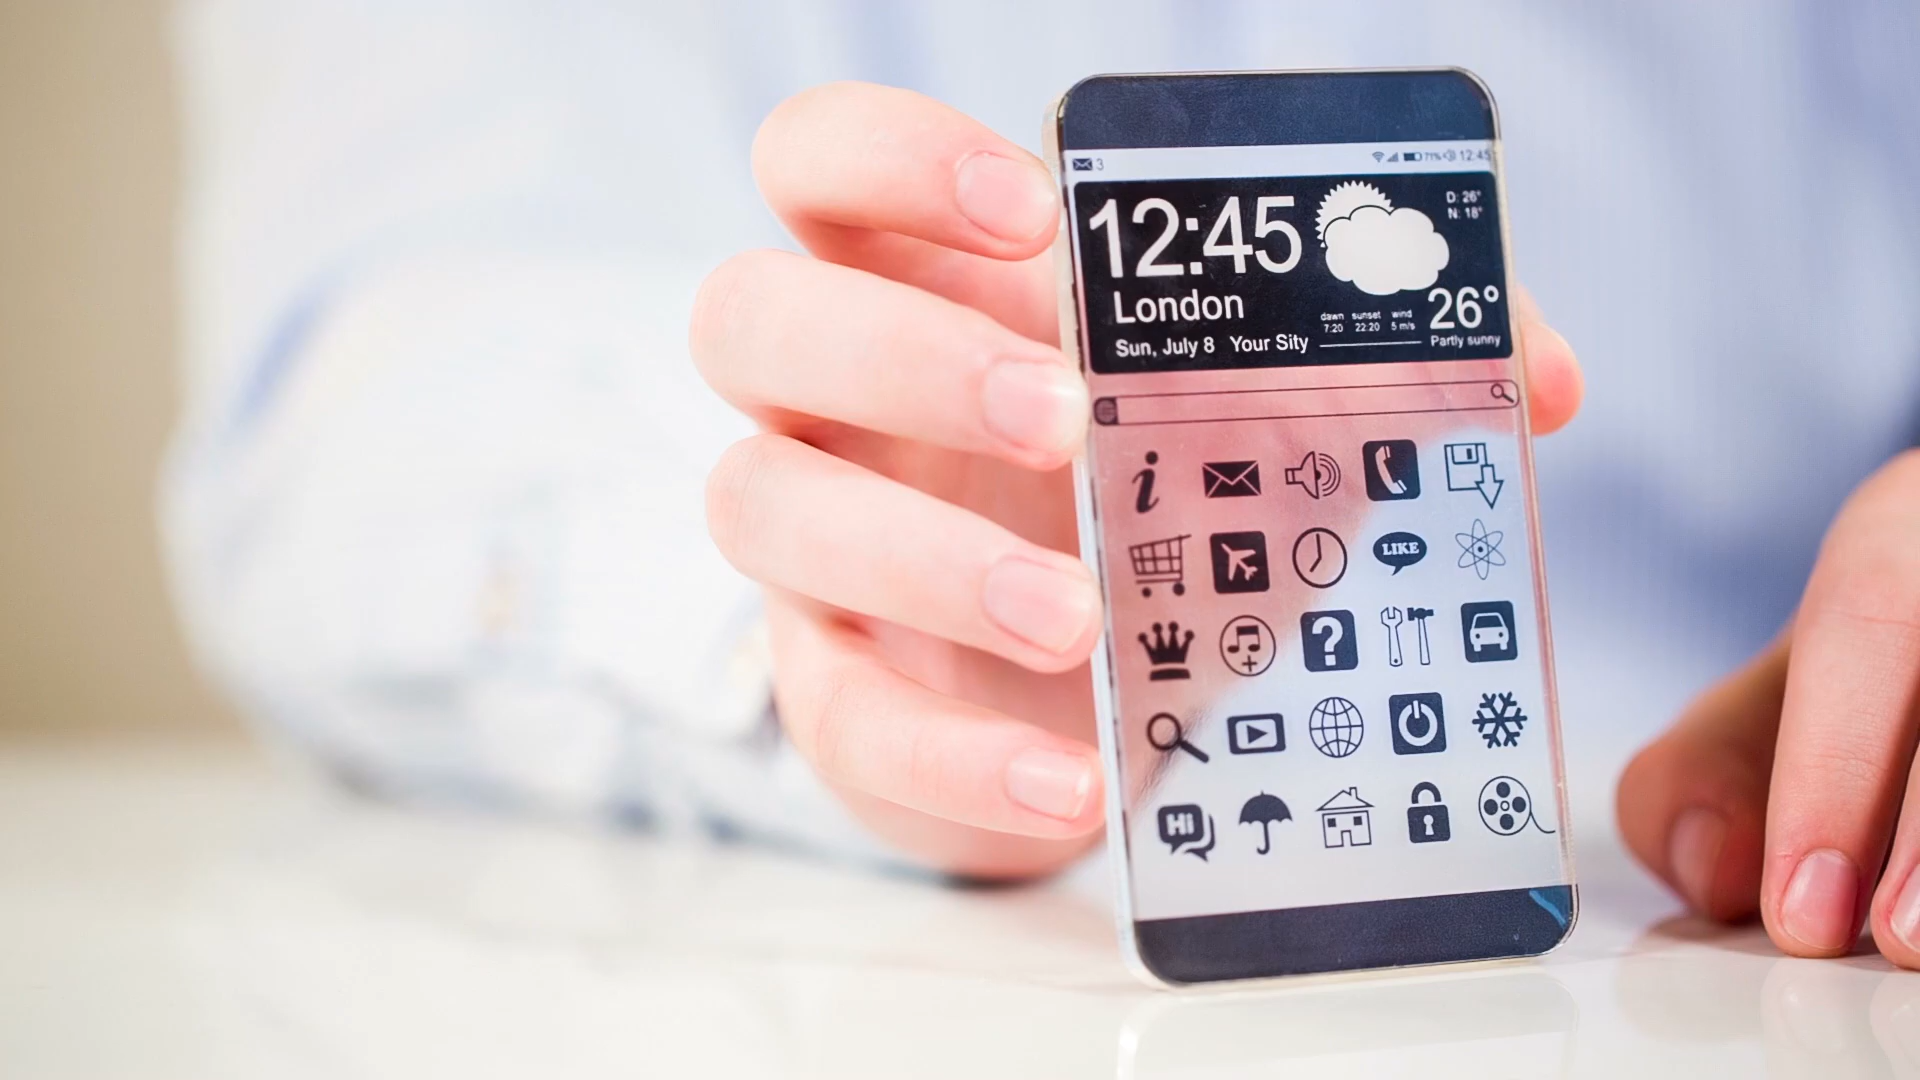 3 71% 12:45
12:45
D: 26°
N: 18°
London
dawn sunset wind
7:20 22:20 5 m/s
26°
Sun, July 8 Your Sity
Partly sunny
i
LIKE
?
Hi